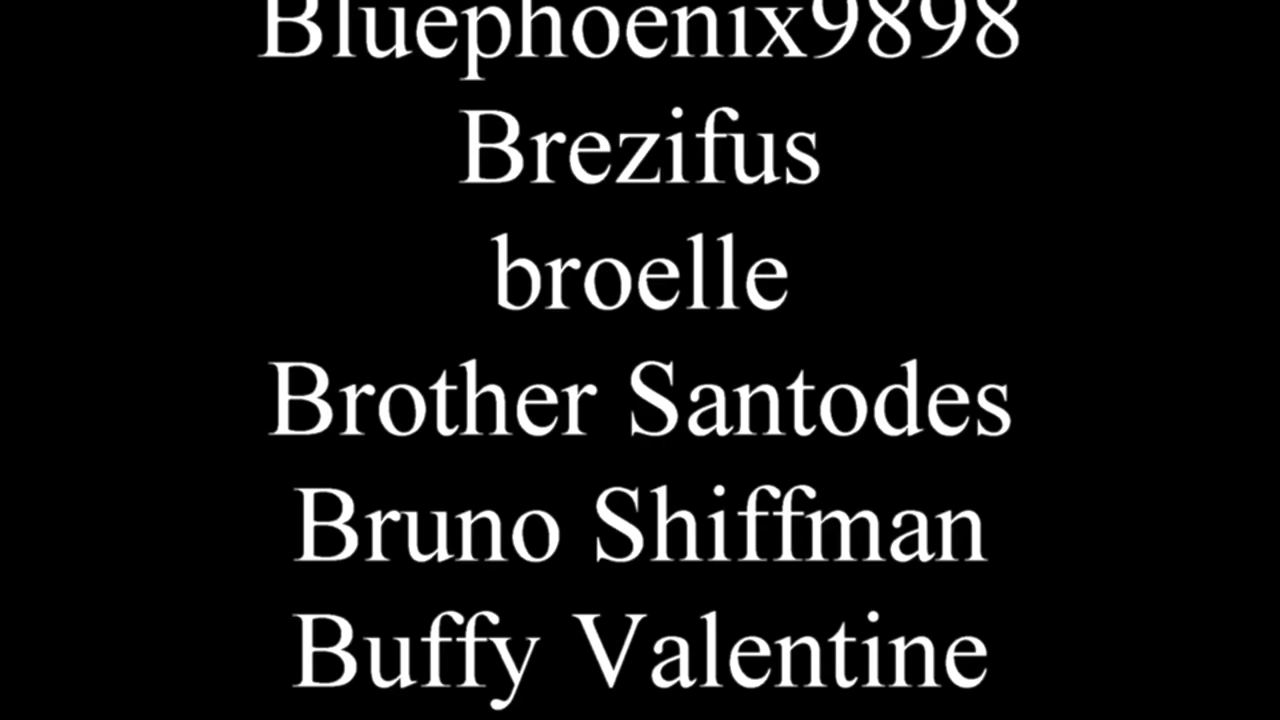 Bluephoenix9898
Brezifus
broelle
Brother Santodes
Bruno Shiffman
Buffy Valentine